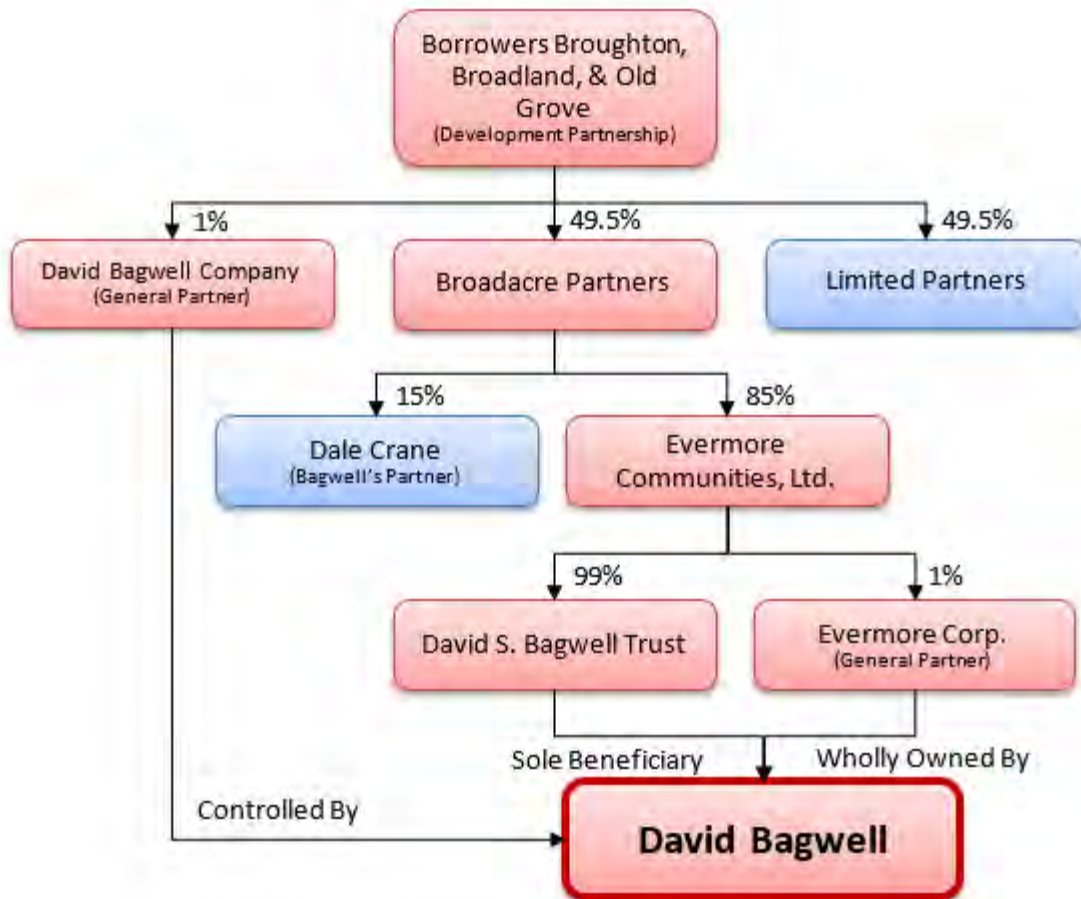 Borrowers Broughton,
Broadland, & Old
Grove
(Development Partnership)
1%
49.5%
49.5%
David Bagwell Company
(General Partner)
Broadacre Partners
Limited Partners
15%
85%
Dale Crane
(Bagwell's Partner)
Evermore
Communities, Ltd.
99%
1%
David S. Bagwell Trust
Evermore Corp.
(General Partner)
Sole Beneficiary
Wholly Owned By
Controlled By
David Bagwell